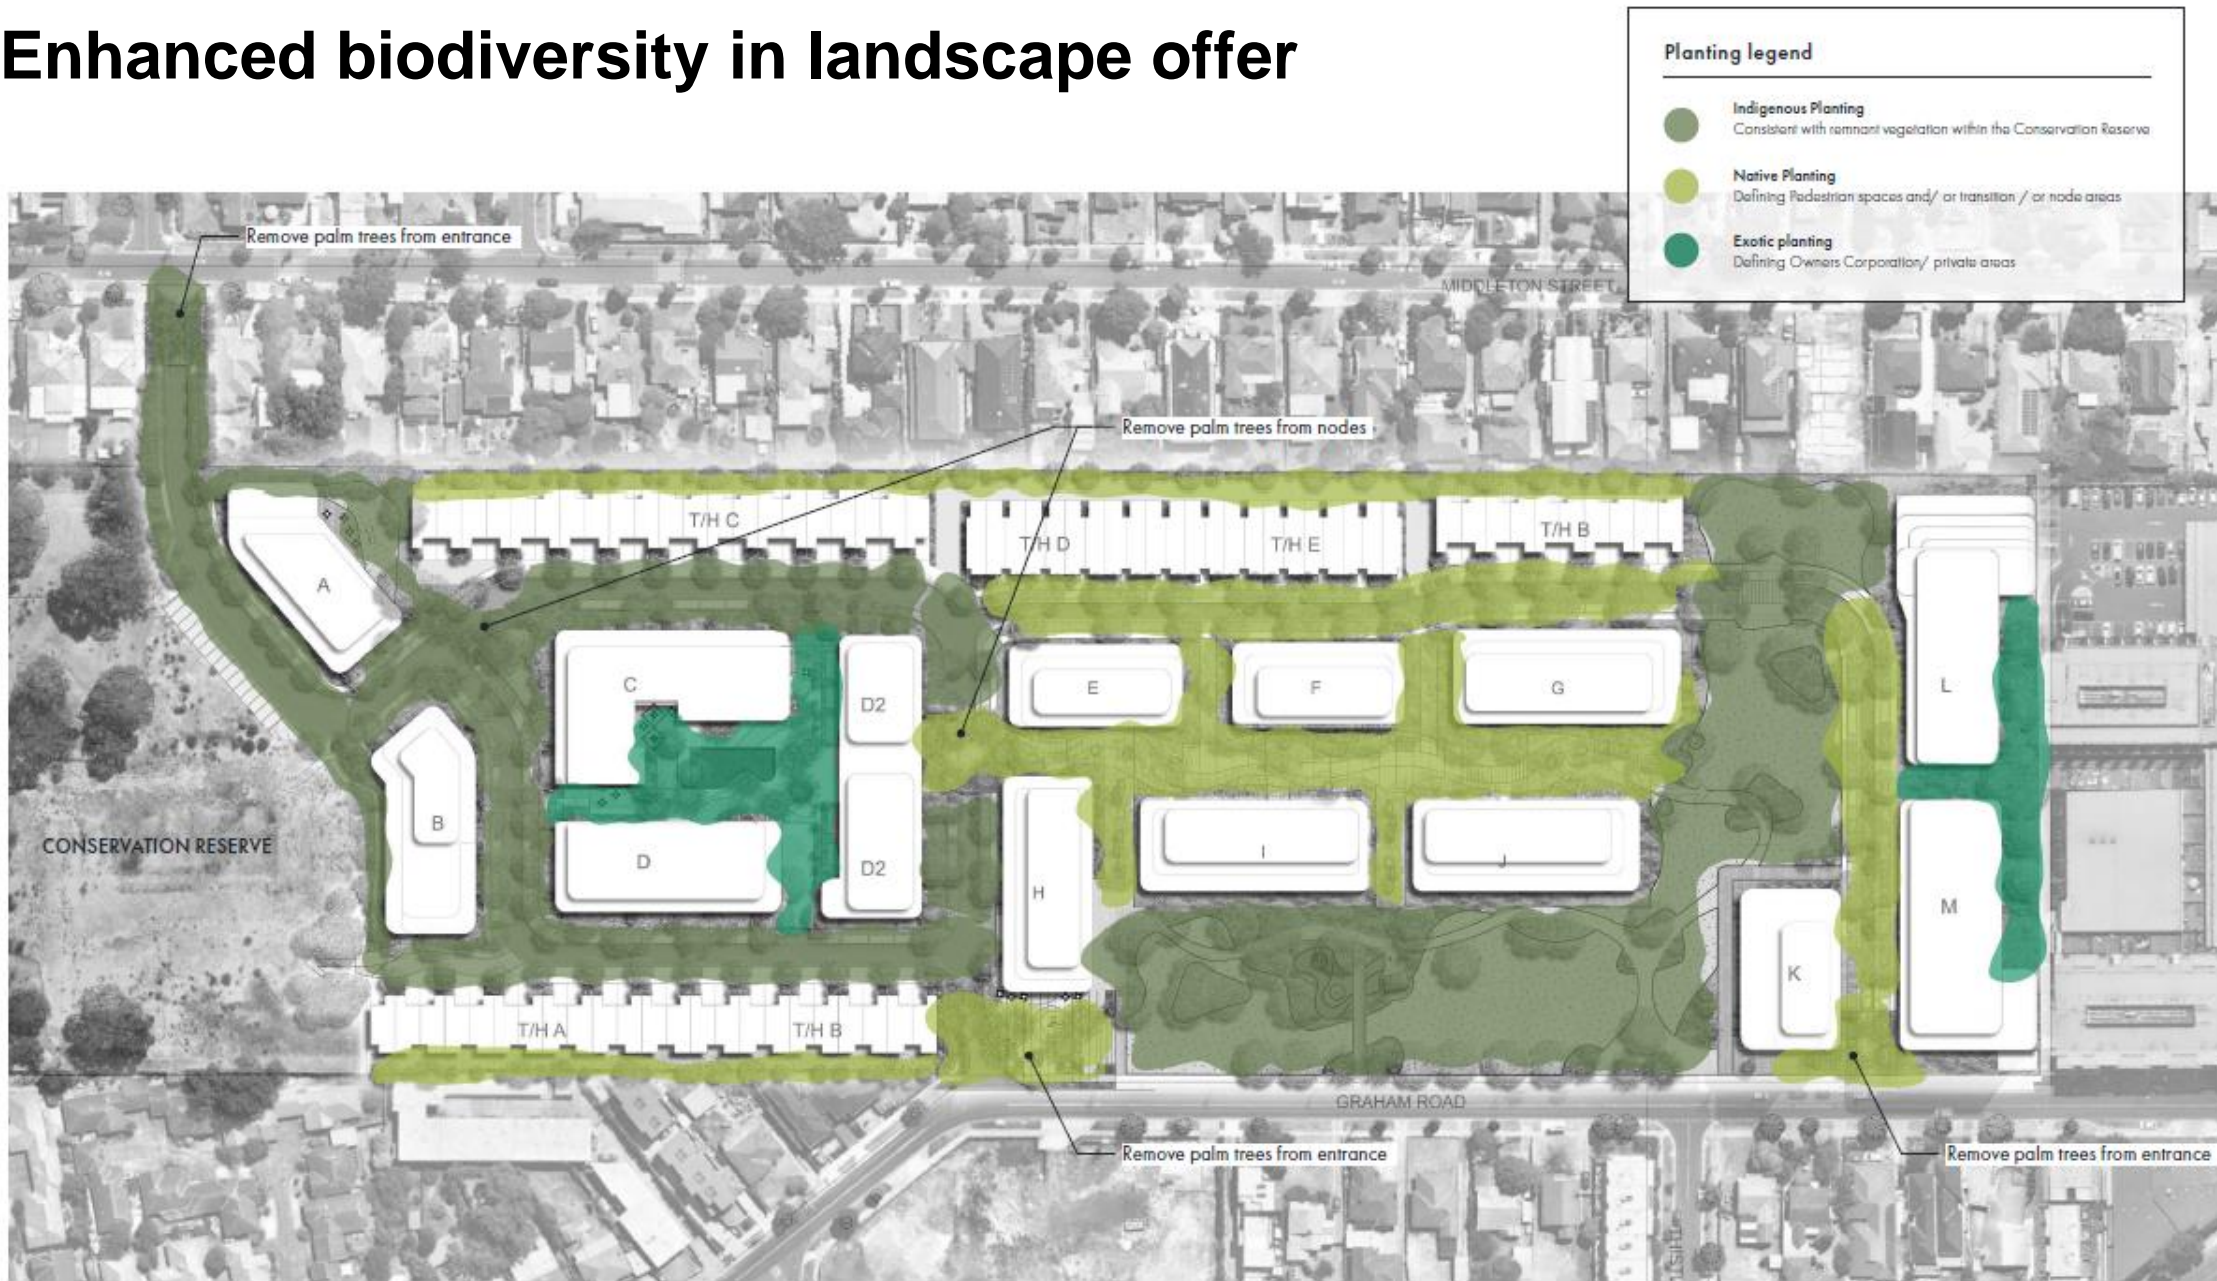 Enhanced biodiversity in landscape offer
Planting legend
Indigenous Planting
Consistent with remnant vegetation within the Conservation Reserve
Native Planting
Defining Pedestrian spaces and/ or transition / or node areas
Exotic planting
Defining Owners Corporation/ private areas
Remove palm trees from entrance
MIDDLETON STREET
Remove palm trees from nodes
T/H C
T/H D
T/H E
T/H B
A
C
D2
E
F
G
L
B
CONSERVATION RESERVE
D
D2
H
I
J
M
K
T/H A
T/H B
GRAHAM ROAD
Remove palm trees from entrance
Remove palm trees from entrance